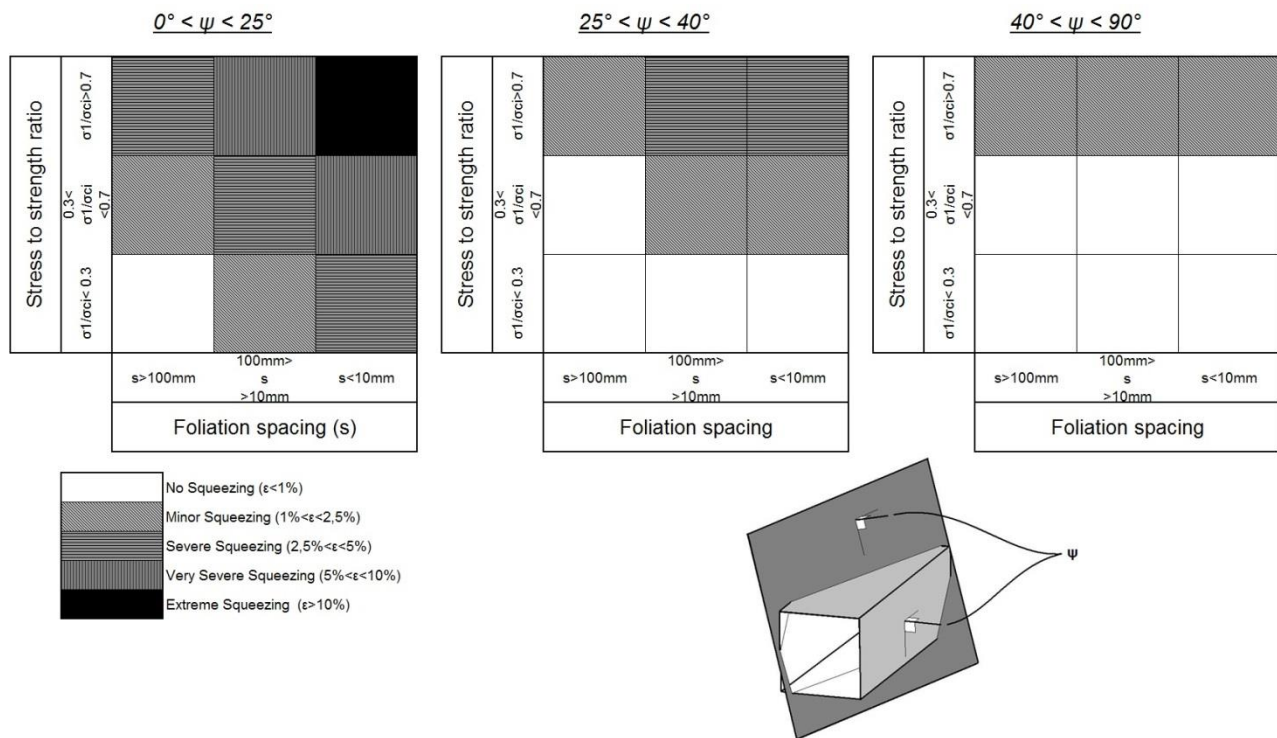 0° < ψ < 25°
Stress to strength ratio
σ1/σci>0.7
0.3<
σ1/σci
<0.7
σ1/σci< 0.3
s>100mm
100mm>
s
>10mm
s<10mm
Foliation spacing (s)
25° < ψ < 40°
Stress to strength ratio
σ1/σci>0.7
0.3<
σ1/σci
<0.7
σ1/σci< 0.3
s>100mm
100mm>
s
>10mm
s<10mm
Foliation spacing
40° < ψ < 90°
Stress to strength ratio
σ1/σci>0.7
0.3<
σ1/σci
<0.7
σ1/σci< 0.3
s>100mm
100mm>
s
>10mm
s<10mm
Foliation spacing
No Squeezing (ε<1%)
Minor Squeezing (1%<ε<2,5%)
Severe Squeezing (2,5%<ε<5%)
Very Severe Squeezing (5%<ε<10%)
Extreme Squeezing (ε>10%)
ψ